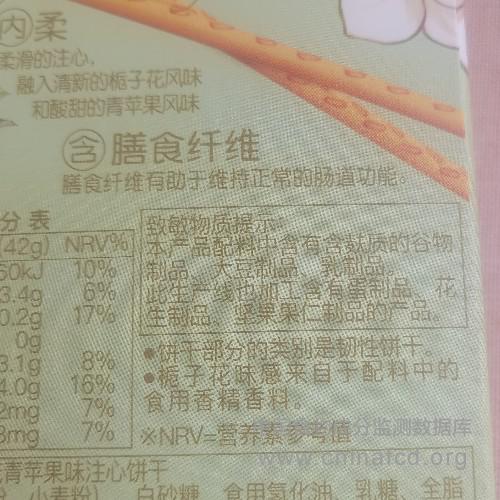 内柔
柔滑的注心,
融入清新的栀子花风味
和酸甜的青苹果风味
含膳食纤维
膳食纤维有助于维持正常的肠道功能。
分表
(42g) NRV%
60kJ 10%
3.4g 6%
0.2g 17%
0g
3.1g 8%
4.0g 16%
2mg 7%
3mg 7%
致敏物质提示:
本产品配料中含有含麸质的谷物
制品、大豆制品、乳制品。
此生产线也加工含有蛋制品、花
生制品、坚果果仁制品的产品。
●饼干部分的类别是韧性饼干。
●栀子花味感来自于配料中的
食用香精香料。
※NRV=营养素参考值
花青苹果味注心饼干
小麦粉)、白砂糖、食用氢化油、乳糖、全脂
分监测数据库
www.chinafcd.org